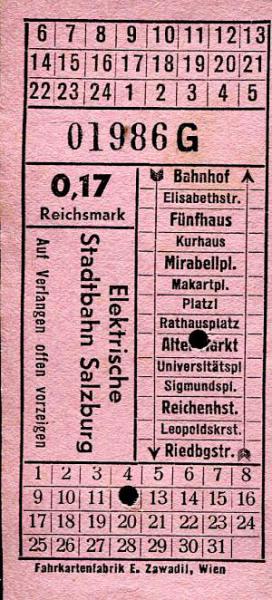 6 7 8 9 10 11 12 13
14 15 16 17 18 19 20 21
22 23 24 1 2 3 4 5
01986 G
0,17
Reichsmark
Elektrische
Stadtbahn Salzburg
Auf Verlangen offen vorzeigen
Bahnhof
Elisabethstr.
Fünfhaus
Kurhaus
Mirabellpl.
Makartpl.
Platzl
Rathausplatz
Alter Markt
Universitätspl
Sigmundspl.
Reichenhst.
Leopoldskrst.
Riedbgstr.
1 2 3 4 5 6 7 8
9 10 11 13 14 15 16
17 18 19 20 21 22 23 24
25 26 27 28 29 30 31
Fahrkartenfabrik E. Zawadil, Wien